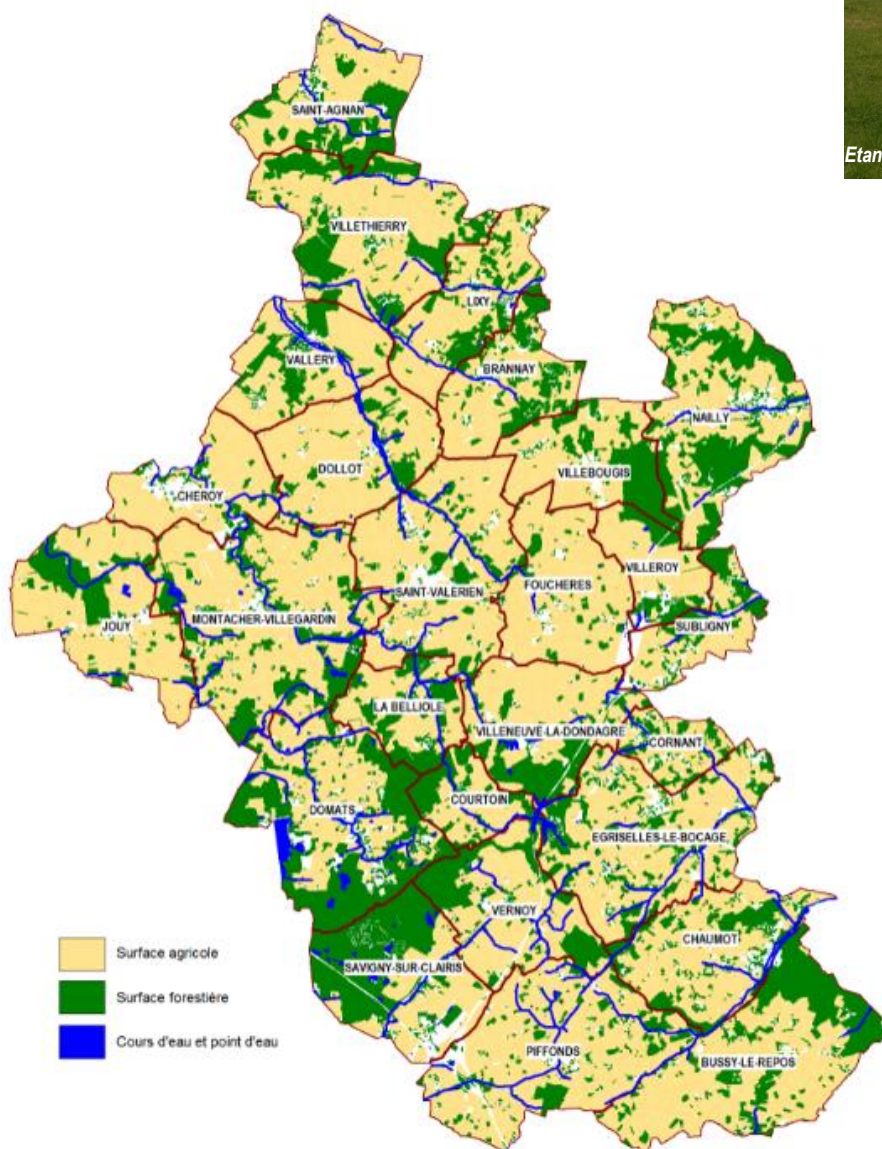 Etan
SAINT-AGNAN
VILLETHIERRY
LIXY
VALLERY
BRANNAY
NAILLY
DOLLOT
VILLEBOUGIS
CHEROY
FOUCHERES
VILLEROY
SAINT-VALERIEN
MONTACHER-VILLEGARDIN
JOUY
SUBLIGNY
LA BELLIOLE
VILLENEUVE-LA-DONDAGRE
CORNANT
COURTOIN
DOMATS
EGRISELLES-LE-BOCAGE
VERNOY
CHAUMOT
SAVIGNY-SUR-CLAIRIS
PIFFONDS
BUSSY-LE-REPOS
Surface agricole
Surface forestière
Cours d'eau et point d'eau